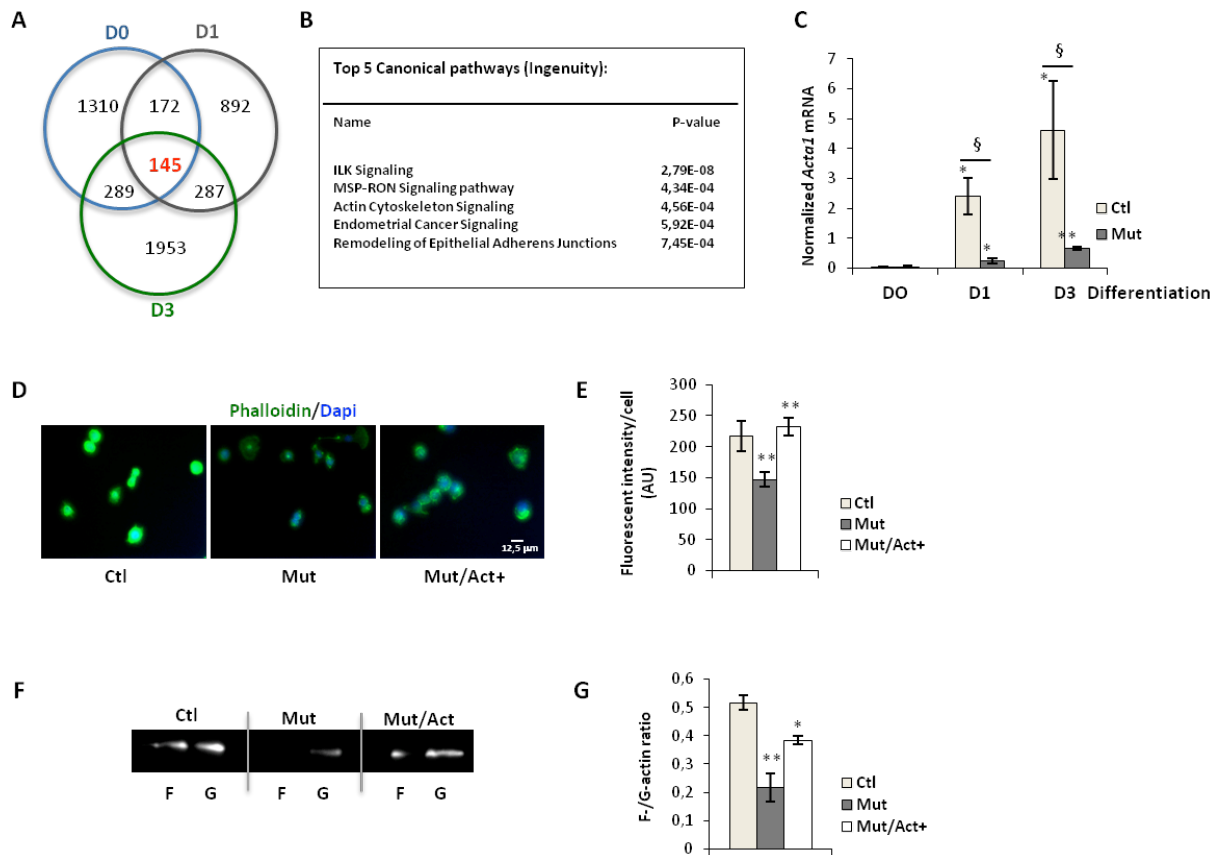 A
D0
D1
1310
172
892
145
289
287
1953
D3
B
Top 5 Canonical pathways (Ingenuity):
Name P-value
ILK Signaling 2,79E-08
MSP-RON Signaling pathway 4,34E-04
Actin Cytoskeleton Signaling 4,56E-04
Endometrial Cancer Signaling 5,92E-04
Remodeling of Epithelial Adherens Junctions 7,45E-04
C
Normalized Acta1 mRNA
7
6
5
4
3
2
1
0
*
§
*
*
§
**
Ctl
Mut
DO D1 D3 Differentiation
D
Phalloidin/Dapi
12,5 µm
Ctl Mut Mut/Act+
E
Fluorescent intensity/cell
(AU)
300
250
200
150
100
50
0
**
**
Ctl
Mut
Mut/Act+
F
Ctl Mut Mut/Act
F G F G F G
G
F-/G-actin ratio
0,6
0,5
0,4
0,3
0,2
0,1
0,0
**
*
Ctl
Mut
Mut/Act+